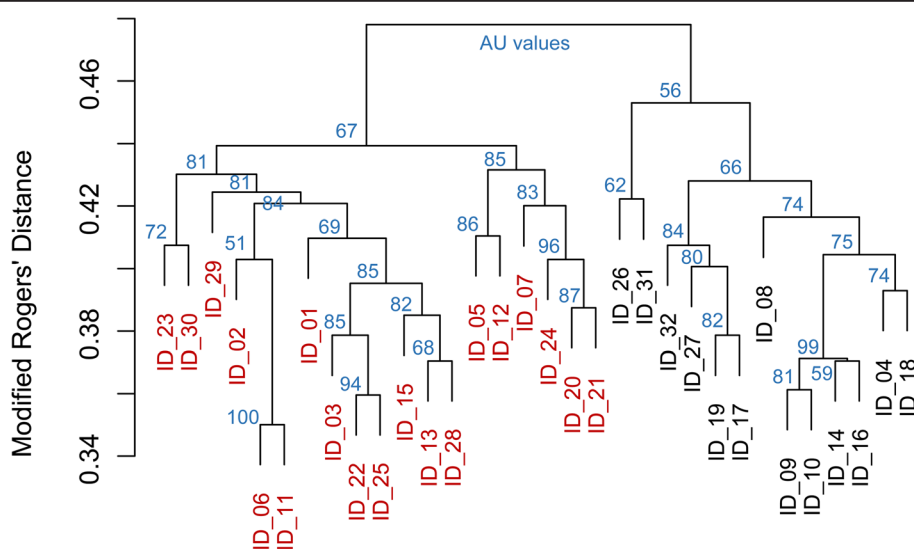 AU values
Modified Rogers' Distance
0.46
0.42
0.38
0.34
67
56
81
81
84
85
66
72
51
69
86
83
62
84
74
85
82
96
80
75
85
94
68
87
82
74
100
99
81
59
ID_23
ID_30
ID_29
ID_02
ID_06
ID_11
ID_01
ID_03
ID_22
ID_25
ID_15
ID_13
ID_28
ID_05
ID_12
ID_07
ID_24
ID_20
ID_21
ID_26
ID_31
ID_32
ID_27
ID_19
ID_17
ID_08
ID_09
ID_10
ID_14
ID_16
ID_04
ID_18